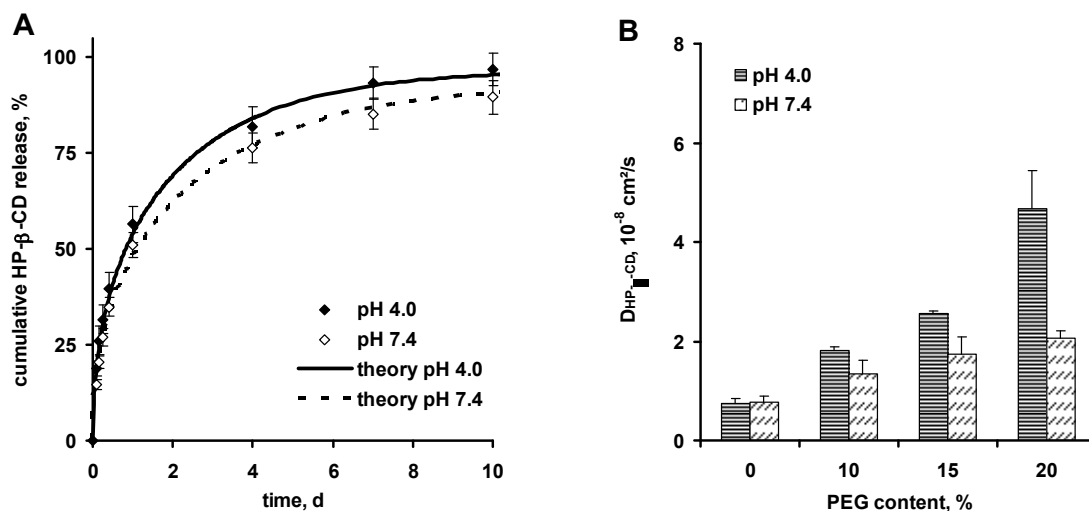 A
cumulative HP-β-CD release, %
100
75
50
25
0
0 2 4 6 8 10
time, d
pH 4.0
pH 7.4
theory pH 4.0
theory pH 7.4
B
DHP-▮-CD, 10⁻⁸ cm²/s
8
6
4
2
0
pH 4.0
pH 7.4
0 10 15 20
PEG content, %